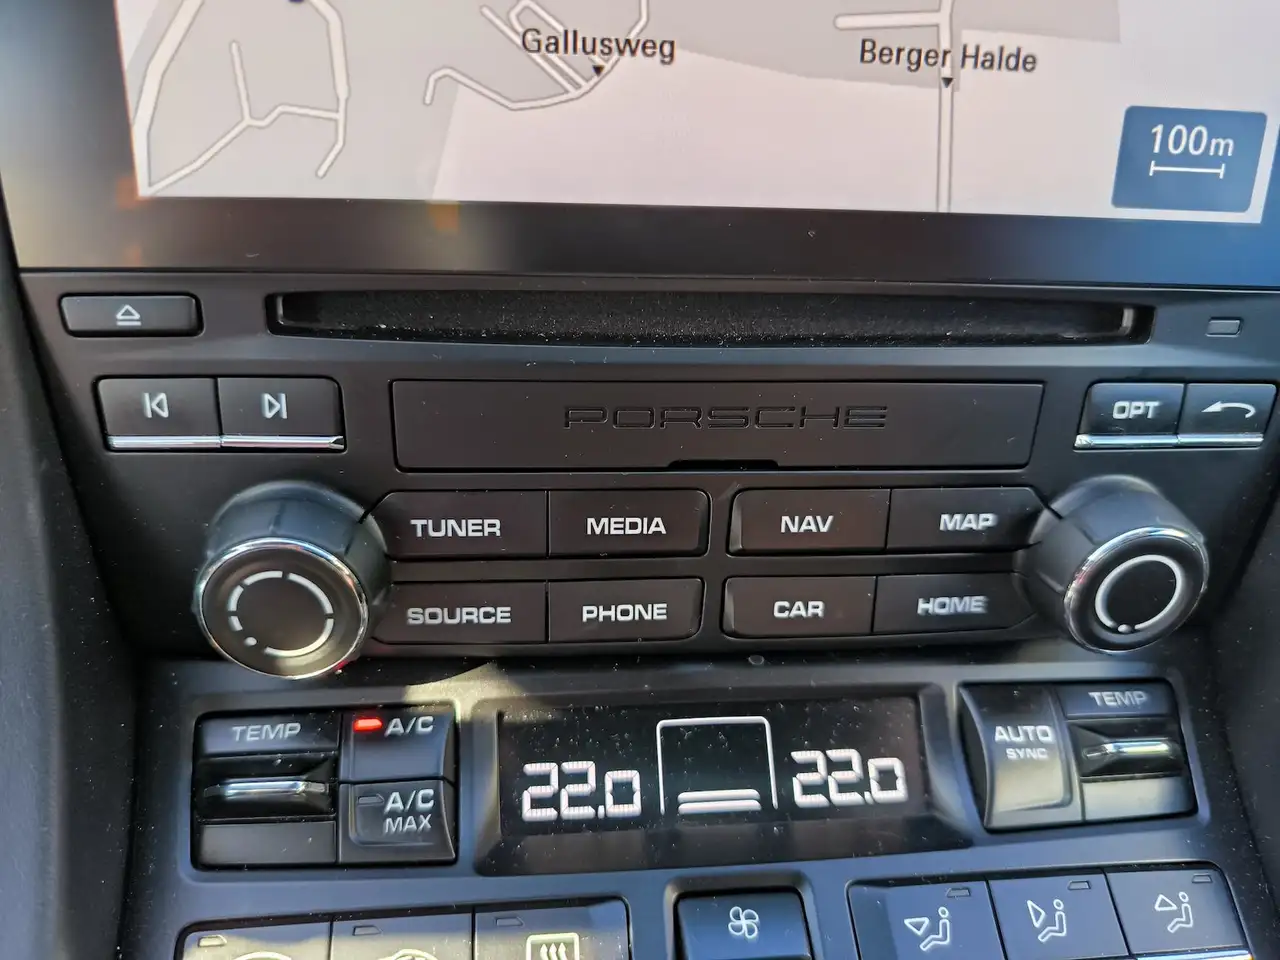 Gallusweg
Berger Halde
100m
PORSCHE
OPT
TUNER
MEDIA
NAV
MAP
SOURCE
PHONE
CAR
HOME
TEMP
A/C
A/C
MAX
22.0
22.0
AUTO
SYNC
TEMP